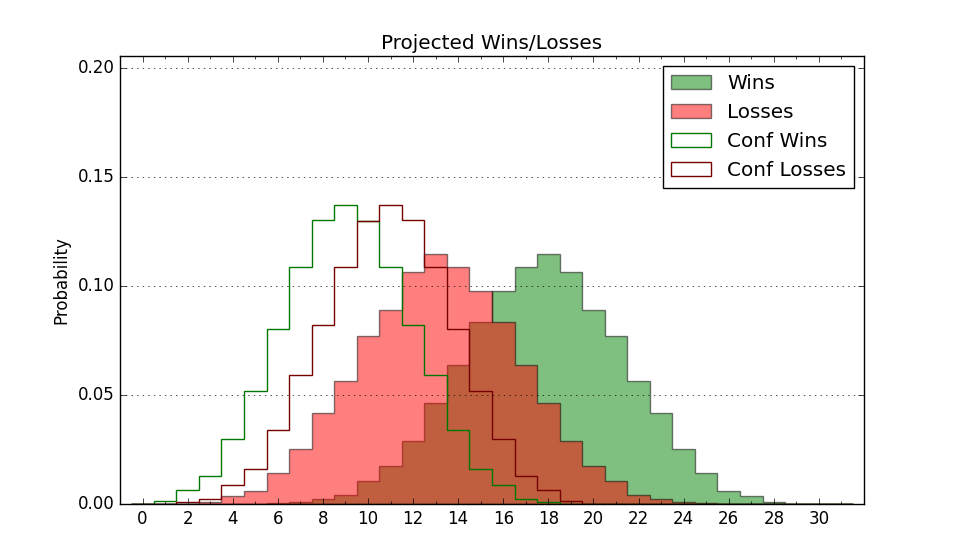 Projected Wins/Losses
0.20
0.15
0.10
0.05
0.00
Probability
Wins
Losses
Conf Wins
Conf Losses
0 2 4 6 8 10 12 14 16 18 20 22 24 26 28 30